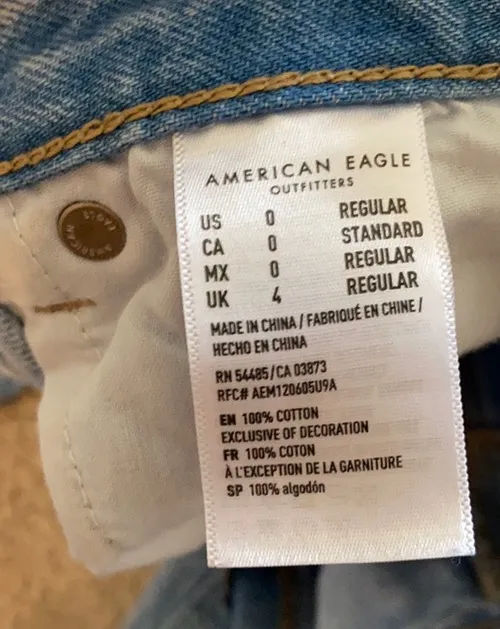 AMERICAN EAGLE
OUTFITTERS
US 0 REGULAR
CA 0 STANDARD
MX 0 REGULAR
UK 4 REGULAR
MADE IN CHINA / FABRIQUÉ EN CHINE /
HECHO EN CHINA
RN 54485/CA 03873
RFC# AEM120605U9A
EN 100% COTTON
EXCLUSIVE OF DECORATION
FR 100% COTON
À L'EXCEPTION DE LA GARNITURE
SP 100% algodón
AMERICAN